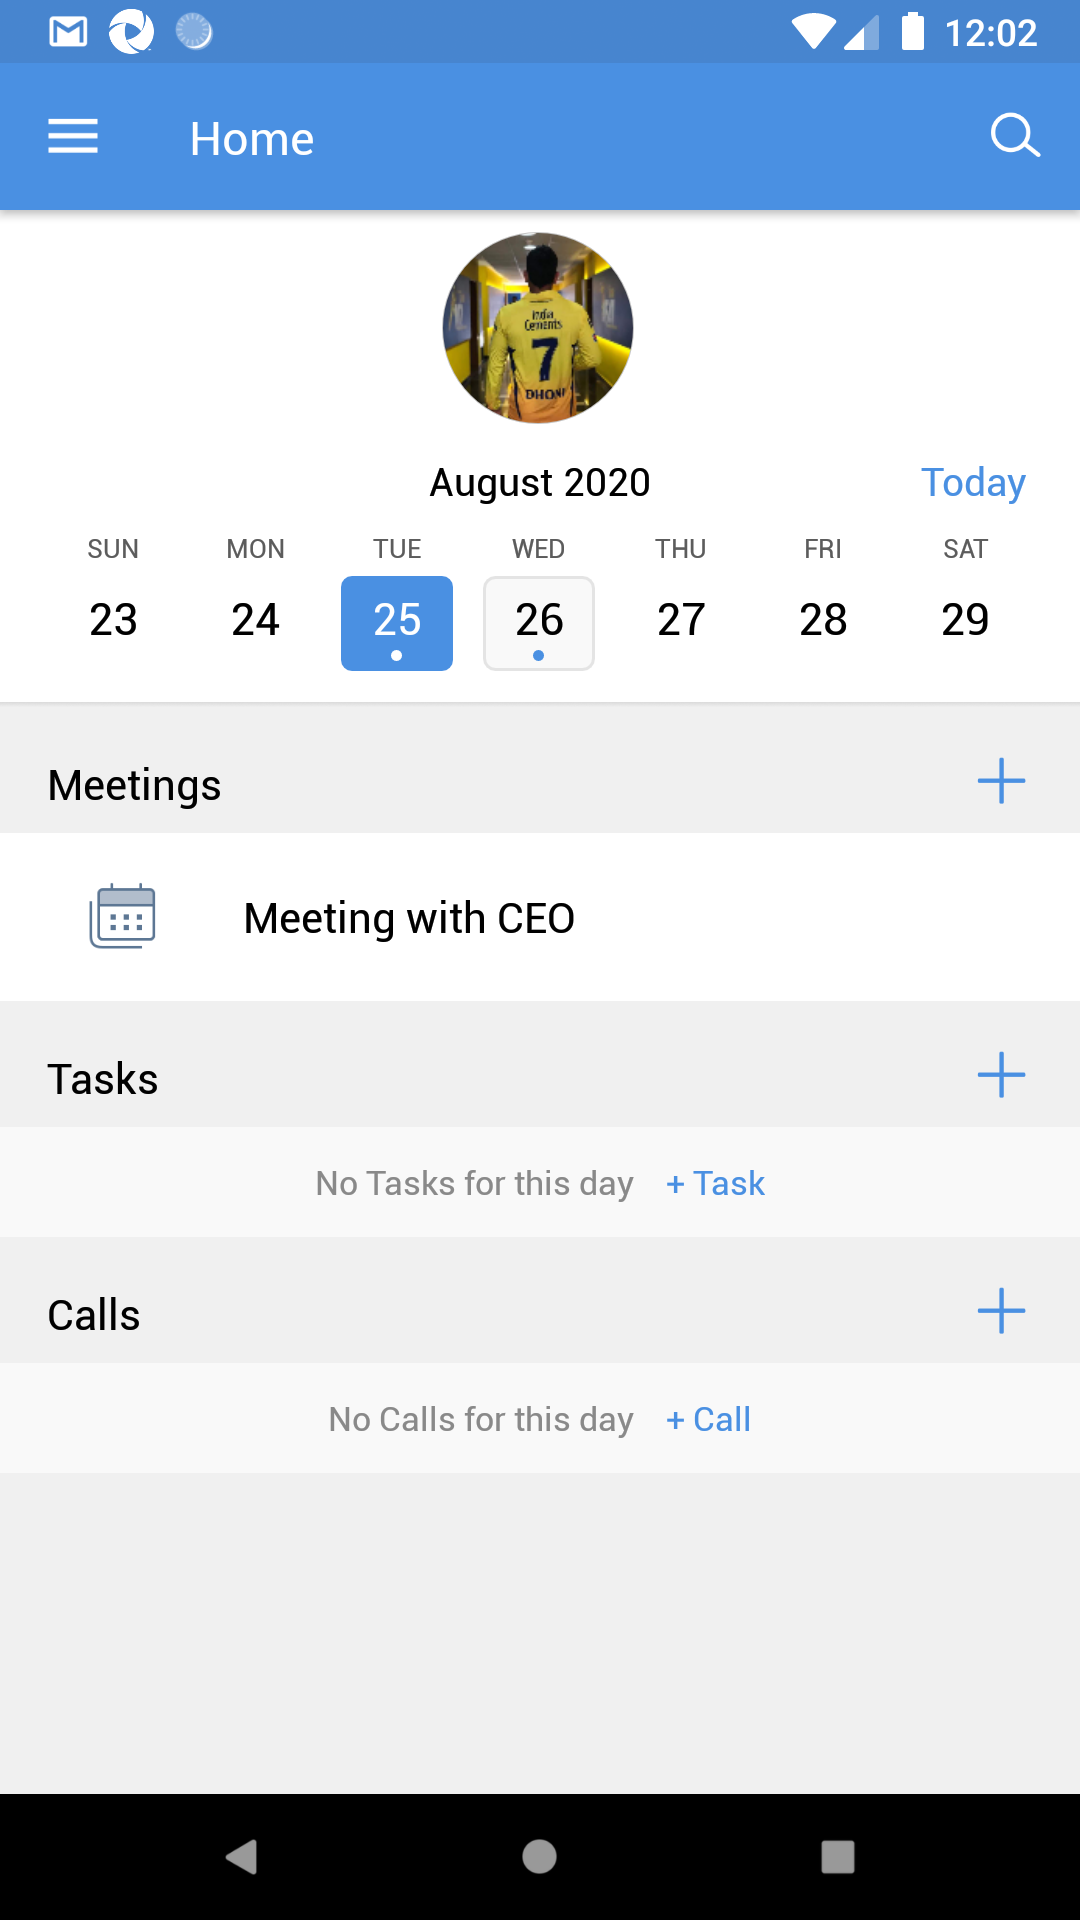 12:02
Home
India
Cements
7
DHONI
August 2020
Today
SUN MON TUE WED THU FRI SAT
23 24 25 26 27 28 29
Meetings
Meeting with CEO
Tasks
No Tasks for this day + Task
Calls
No Calls for this day + Call